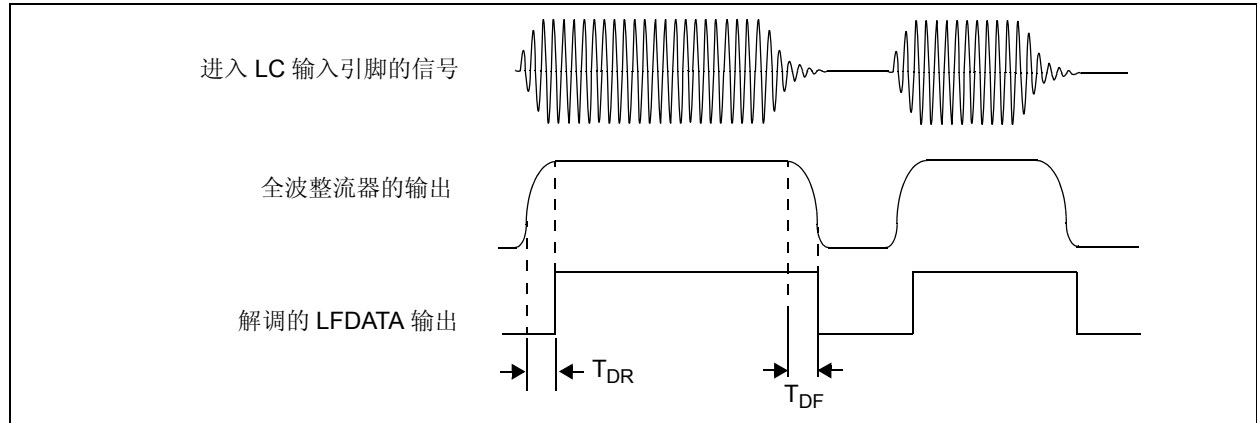 进入 LC 输入引脚的信号
全波整流器的输出
解调的 LFDATA 输出
TDR
TDF